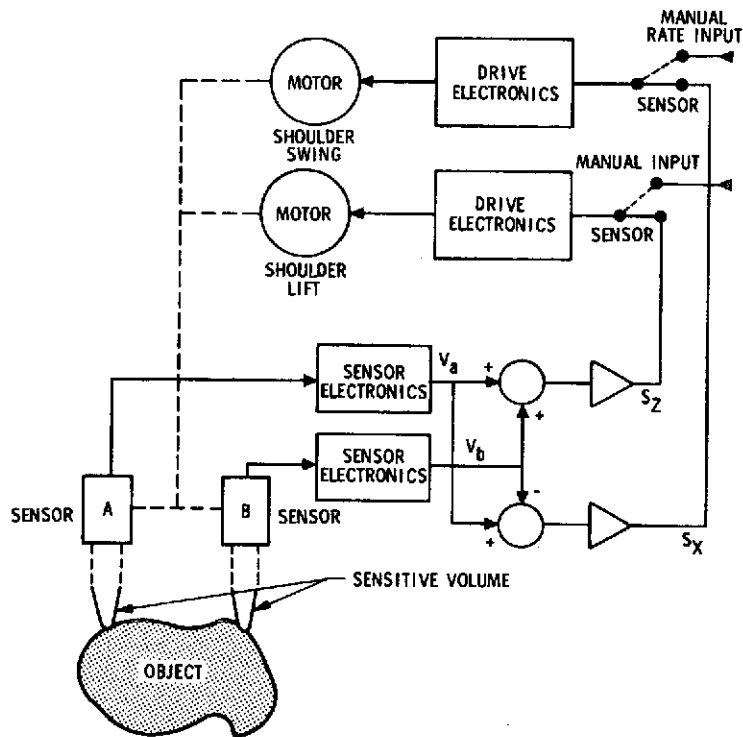 MANUAL
RATE INPUT
MOTOR
DRIVE
ELECTRONICS
SENSOR
SHOULDER
SWING
MANUAL INPUT
MOTOR
DRIVE
ELECTRONICS
SENSOR
SHOULDER
LIFT
SENSOR
ELECTRONICS
Va
+
+
SZ
SENSOR
ELECTRONICS
Vb
-
+
SX
SENSOR
A
B
SENSOR
SENSITIVE VOLUME
OBJECT